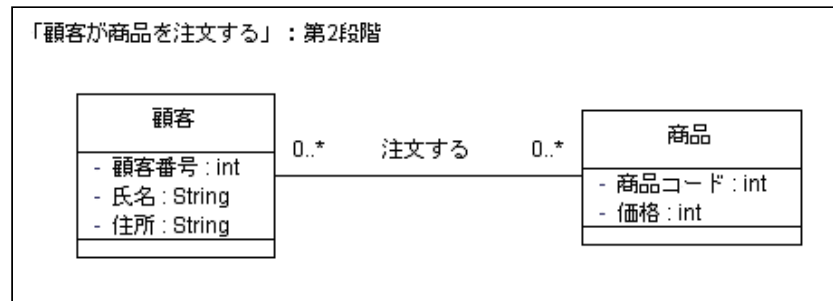 「顧客が商品を注文する」：第2段階
顧客
- 顧客番号 : int
- 氏名 : String
- 住所 : String
0..*
注文する
0..*
商品
- 商品コード : int
- 価格 : int